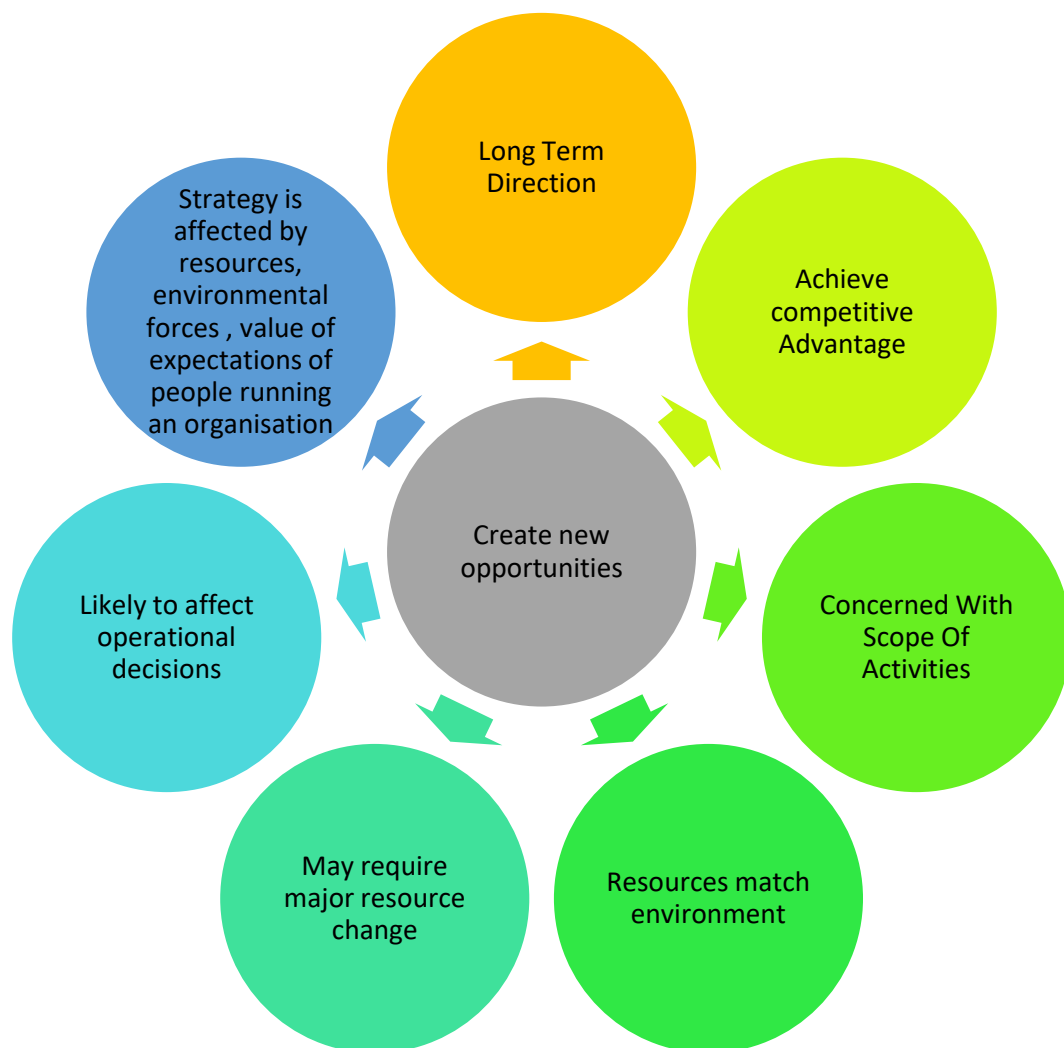 Long Term
Direction
Achieve
competitive
Advantage
Concerned With
Scope Of
Activities
Resources match
environment
May require
major resource
change
Likely to affect
operational
decisions
Strategy is
affected by
resources,
environmental
forces , value of
expectations of
people running
an organisation
Create new
opportunities